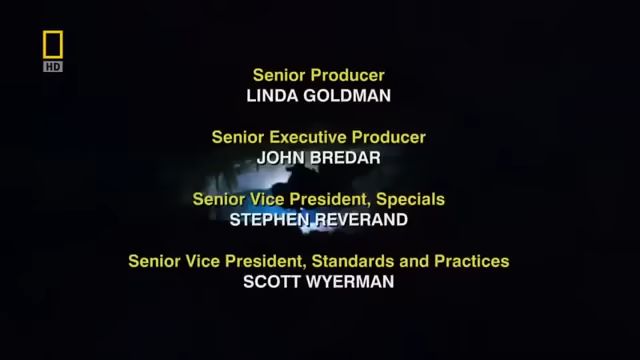 HD
Senior Producer
LINDA GOLDMAN
Senior Executive Producer
JOHN BREDAR
Senior Vice President, Specials
STEPHEN REVERAND
Senior Vice President, Standards and Practices
SCOTT WYERMAN